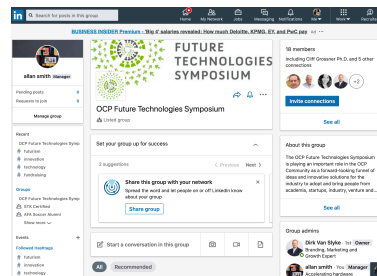 in
Search for posts in this group
Home
My Network
Jobs
Messaging
Notifications
Me
Work
BUSINESS INSIDER Premium - 'Big 4' salaries revealed: How much Deloitte, KPMG, EY, and PwC pay Ad ...
allan smith Manager
Pending posts
Requests to join
Manage group
Recent
OCP Future Technologies Symp
# futurism
# innovation
# technology
# fundraising
Groups
OCP Future Technologies Symp
STK Certified
APA Soccer Alumni
Show more
Events +
Followed Hashtags
# futurism
# innovation
# technology
FUTURE
TECHNOLOGIES
SYMPOSIUM
OCP Future Technologies Symposium
Listed group
Set your group up for success
2 suggestions
Previous Next
Share this group with your network
Spread the word and let people on or off LinkedIn know
about your group
Share group
Start a conversation in this group
All Recommended
18 members
Including Cliff Grossner Ph.D. and 5 other
connections
+2
Invite connections
See all
About this group
The OCP Future Technologies Symposium
is playing an important role in the OCP
Community as a forward-looking funnel of
ideas and innovative solutions for the
industry to adopt and bring people from
academia, startups, industry, venture and...
See all
Group admins
Dirk Van Slyke · 1st Owner
Branding, Marketing and
Growth Expert
allan smith · You Manager
Accelerating hardware